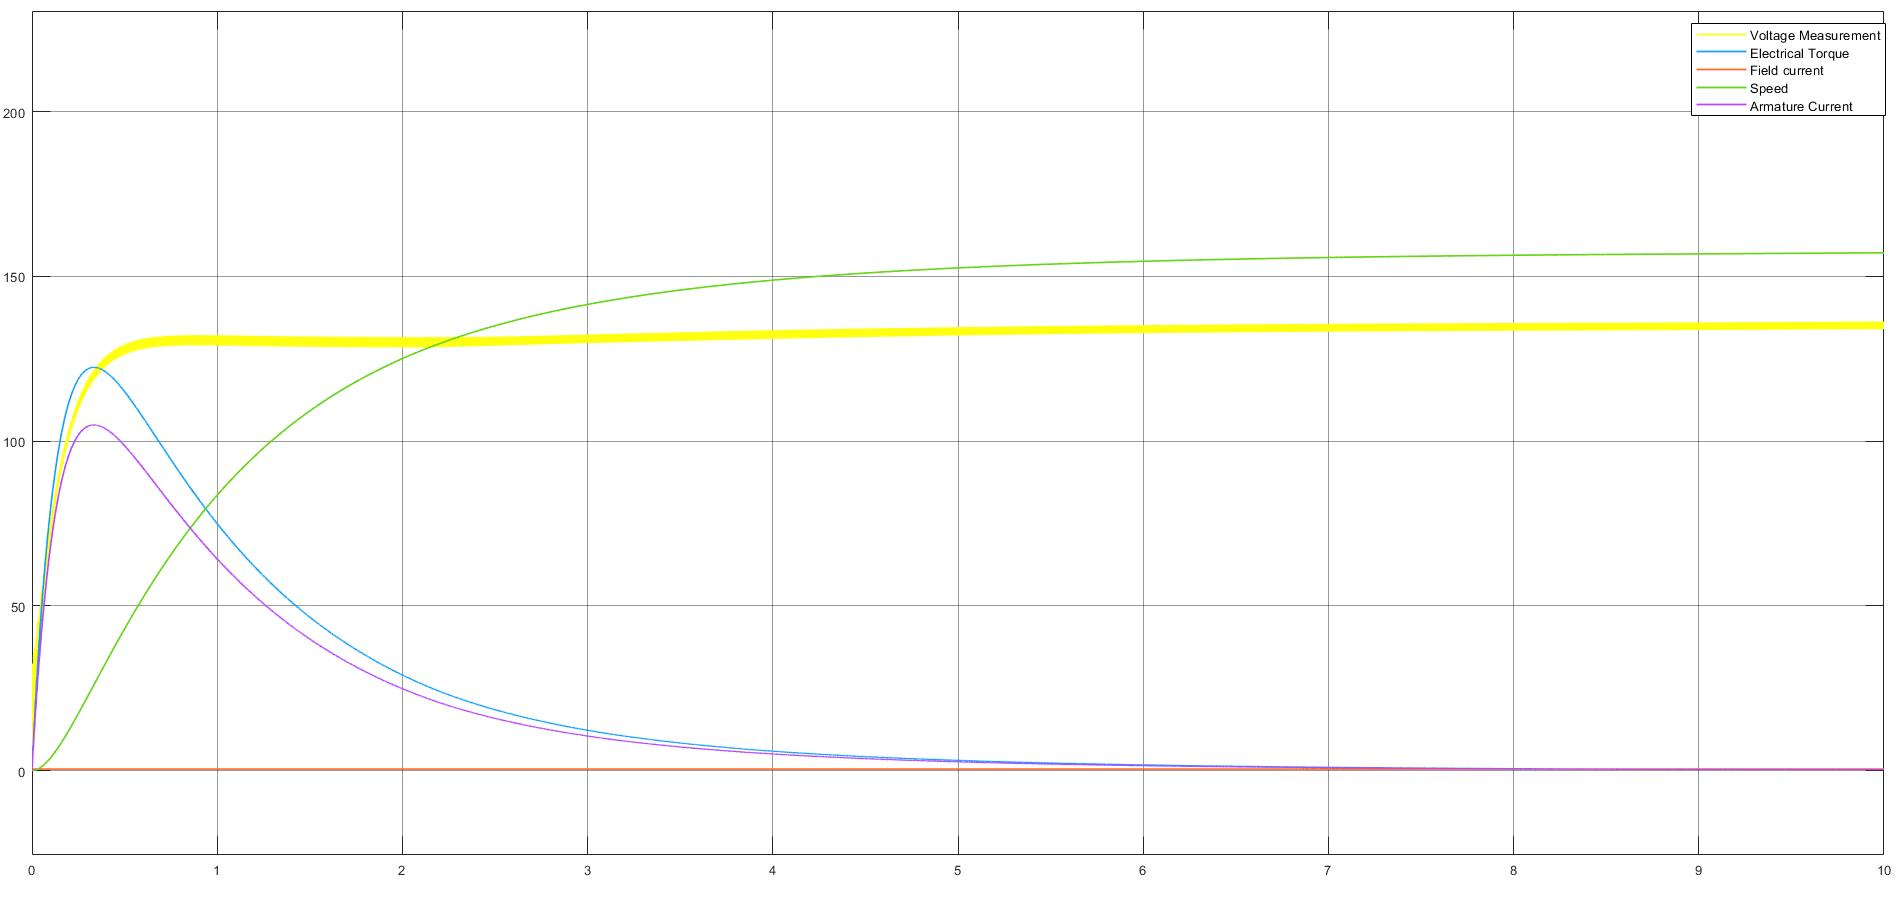 Voltage Measurement
Electrical Torque
Field current
Speed
Armature Current
200
150
100
50
0
0 1 2 3 4 5 6 7 8 9 10